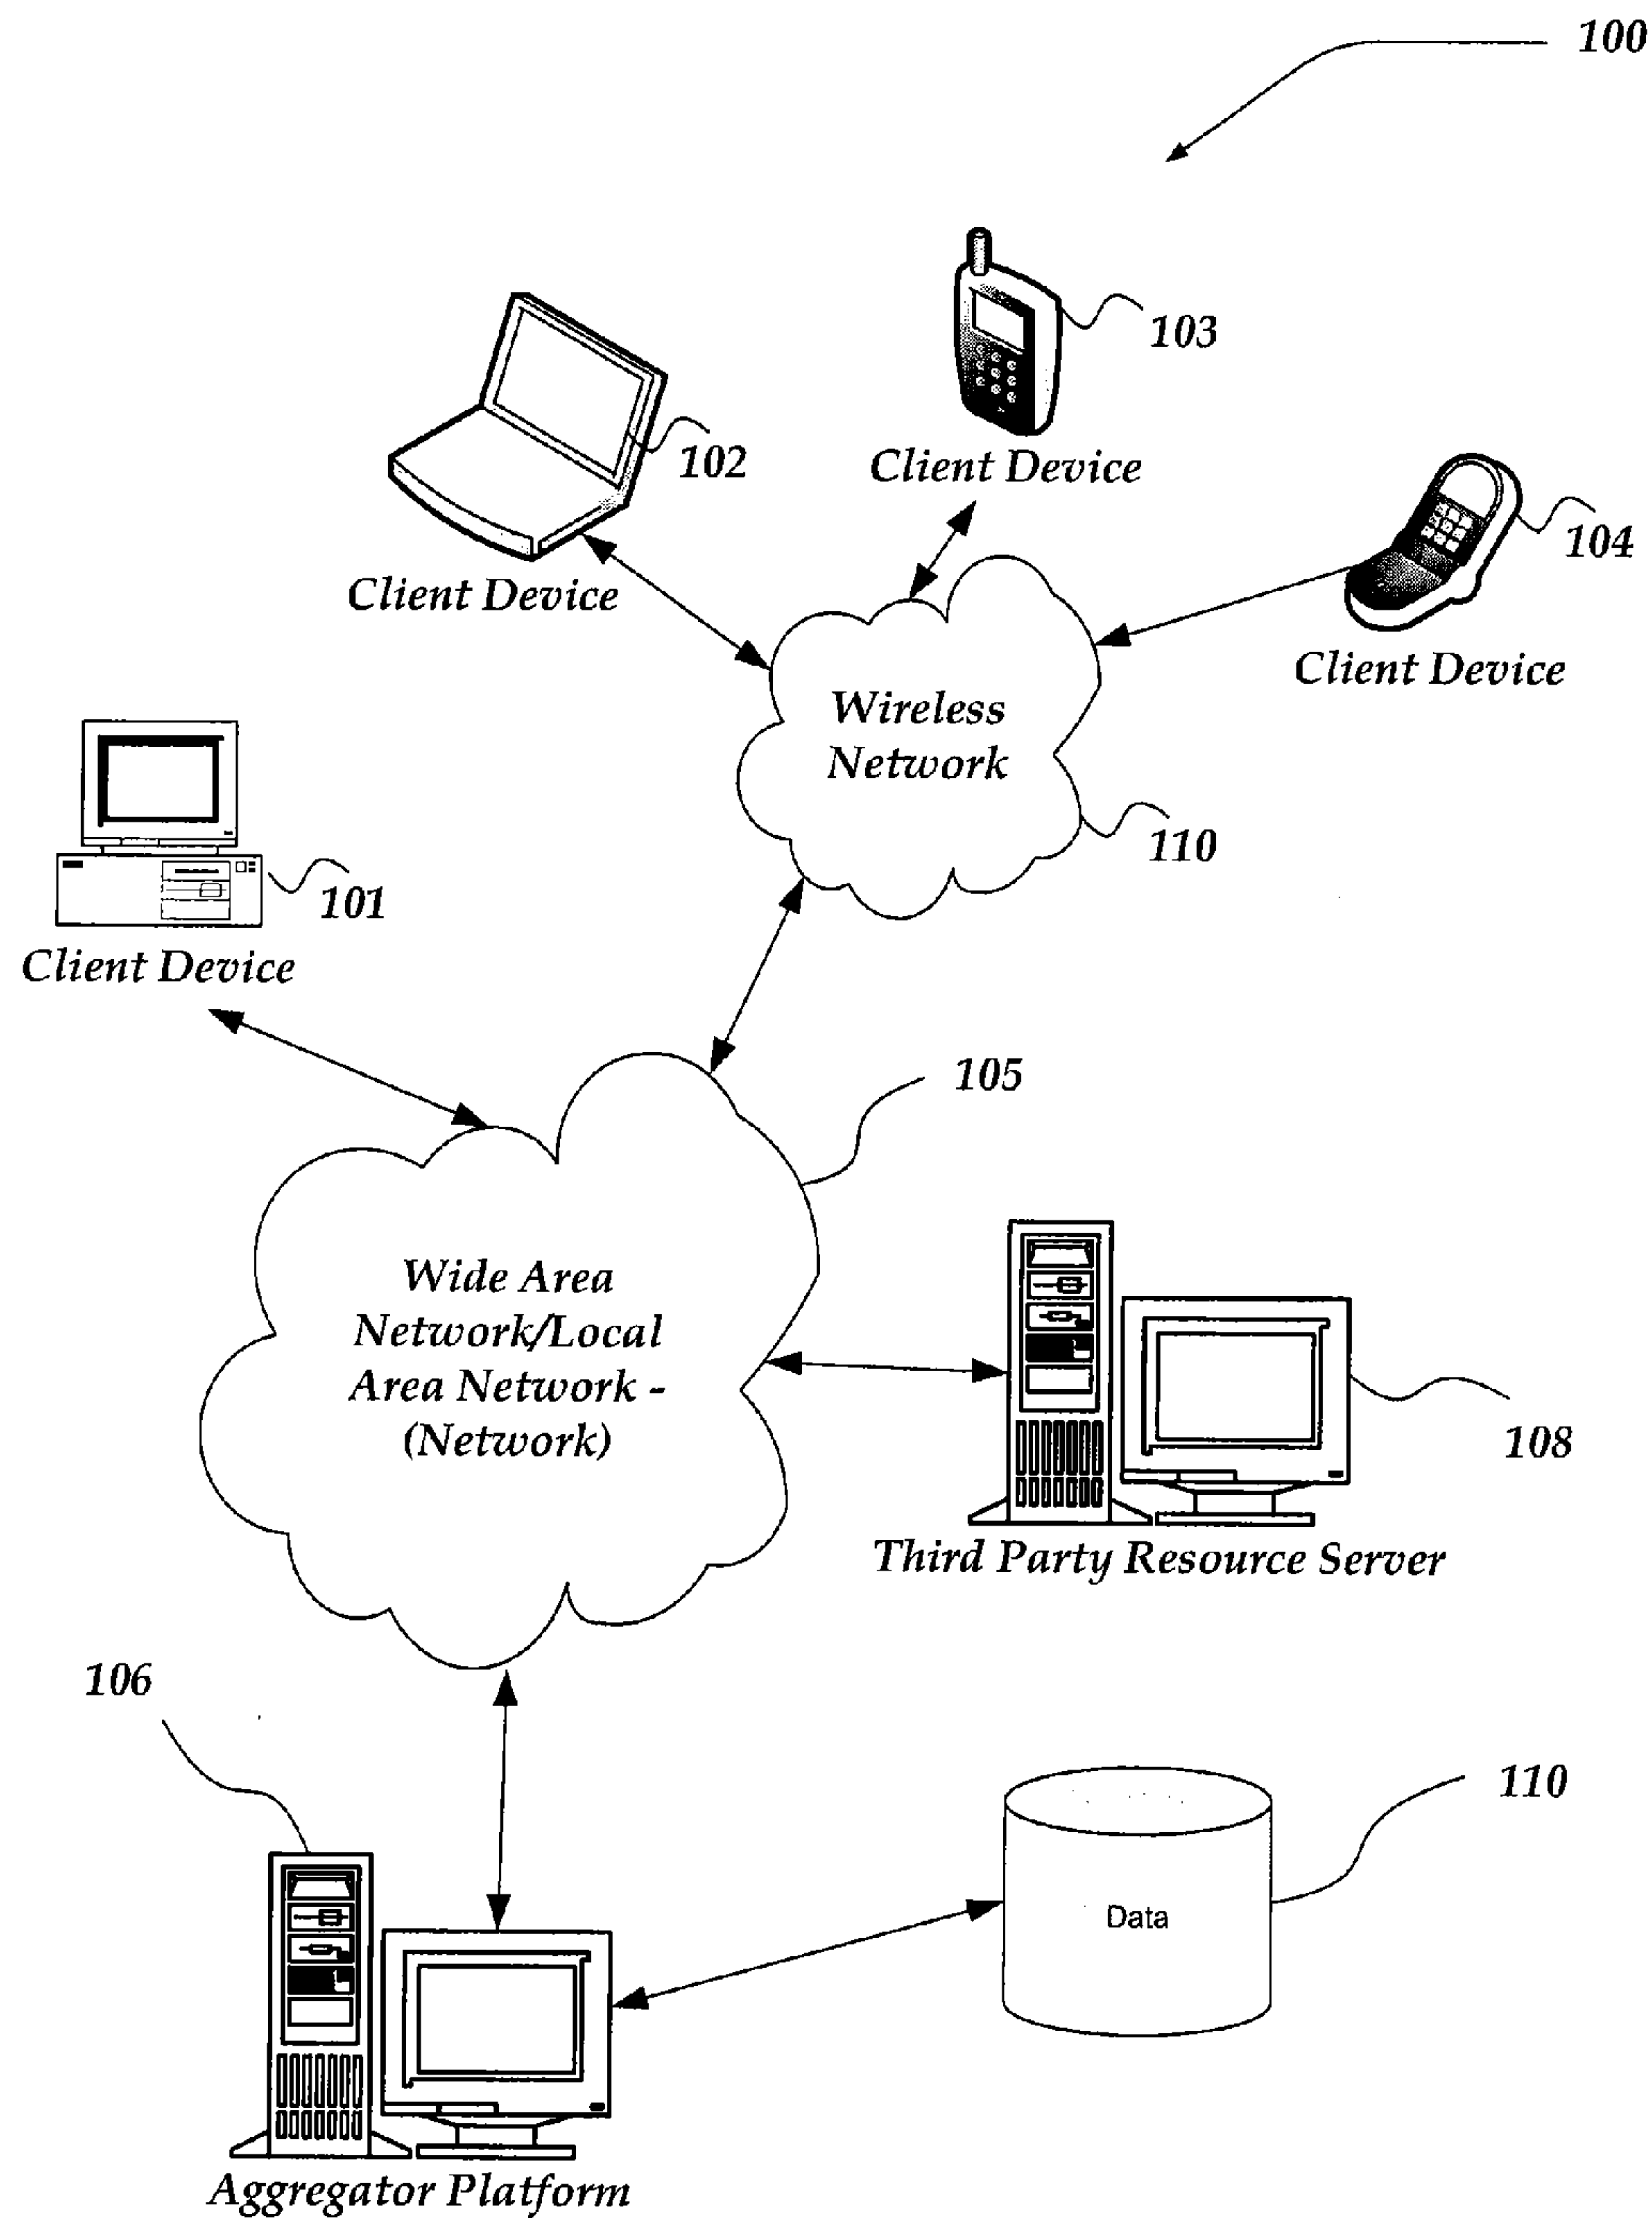 100
103
102
Client Device
104
Client Device
Client Device
Wireless
Network
110
101
Client Device
105
Wide Area
Network/Local
Area Network -
(Network)
108
Third Party Resource Server
106
110
Data
Aggregator Platform